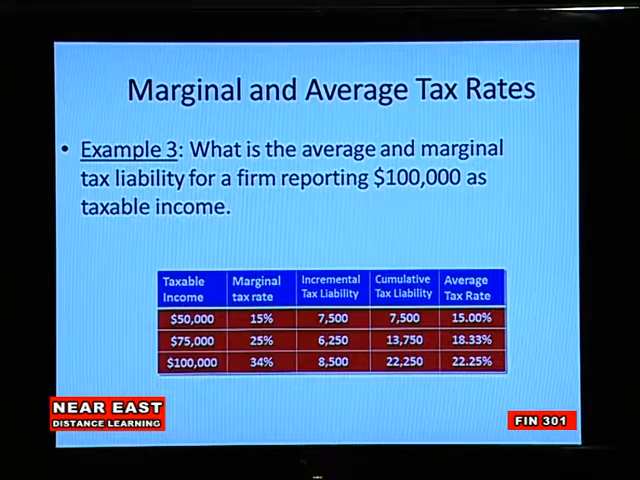 Marginal and Average Tax Rates
• Example 3: What is the average and marginal
tax liability for a firm reporting $100,000 as
taxable income.
Taxable Income | Marginal tax rate | Incremental Tax Liability | Cumulative Tax Liability | Average Tax Rate
$50,000 | 15% | 7,500 | 7,500 | 15.00%
$75,000 | 25% | 6,250 | 13,750 | 18.33%
$100,000 | 34% | 8,500 | 22,250 | 22.25%
NEAR EAST
DISTANCE LEARNING
FIN 301